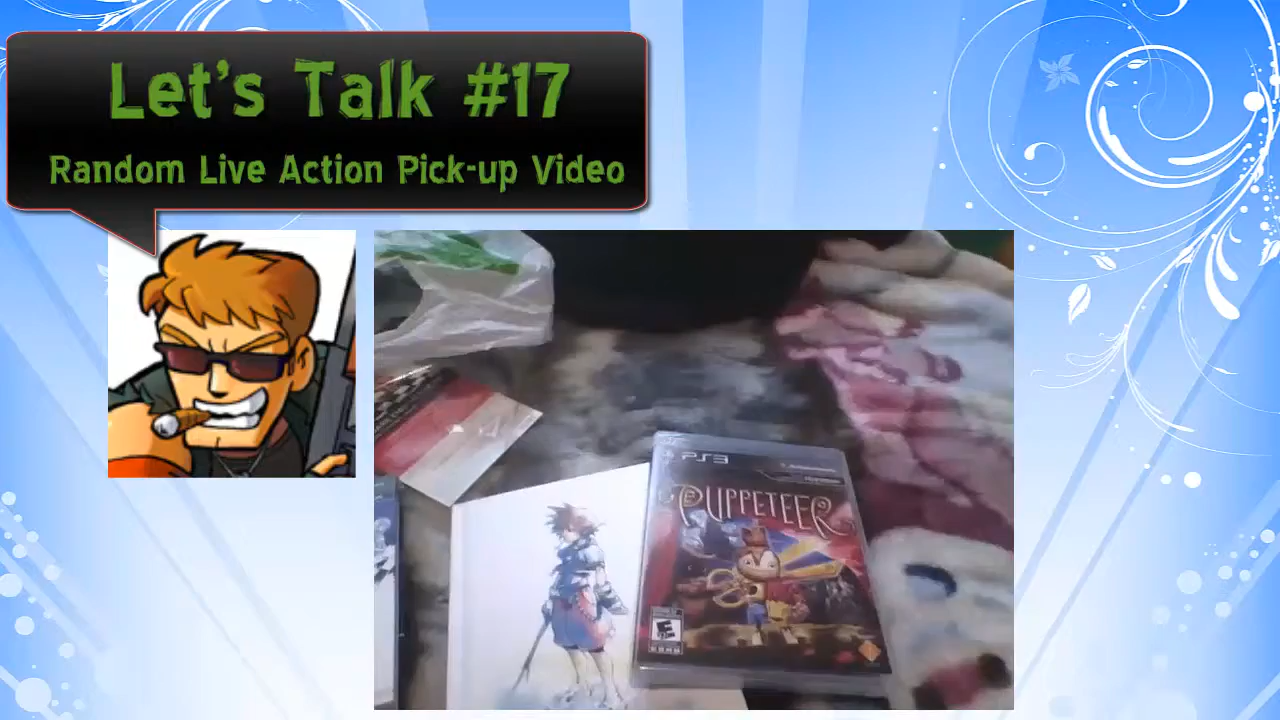 Let's Talk #17
Random Live Action Pick-up Video
PS3
PUPPETEER
E